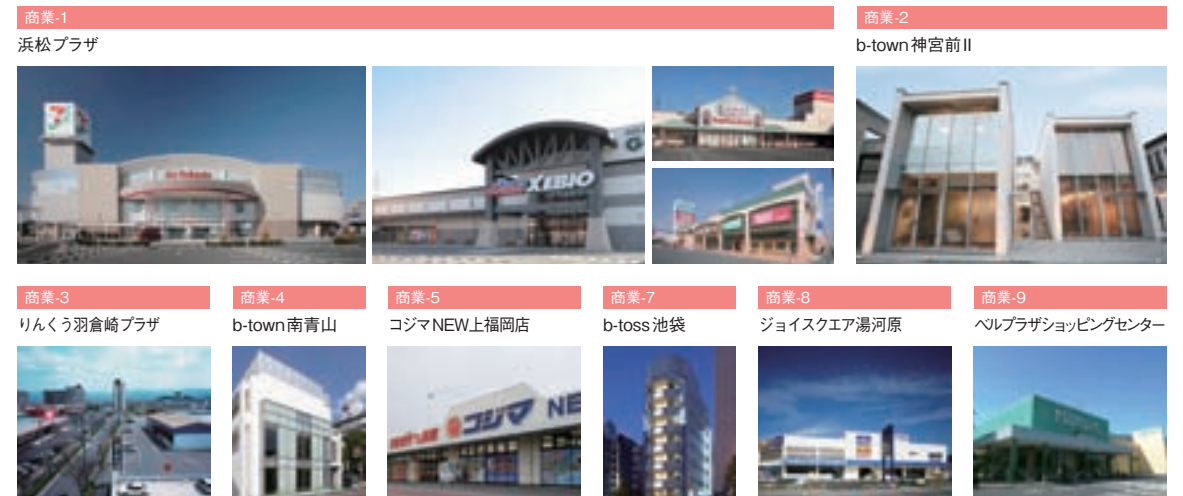 商業-1
浜松プラザ
商業-2
b-town神宮前II
7
XEBIO
商業-3
りんくう羽倉崎プラザ
商業-4
b-town南青山
商業-5
コジマNEW上福岡店
商業-7
b-toss池袋
商業-8
ジョイスクエア湯河原
商業-9
ベルプラザショッピングセンター
コジマ NE